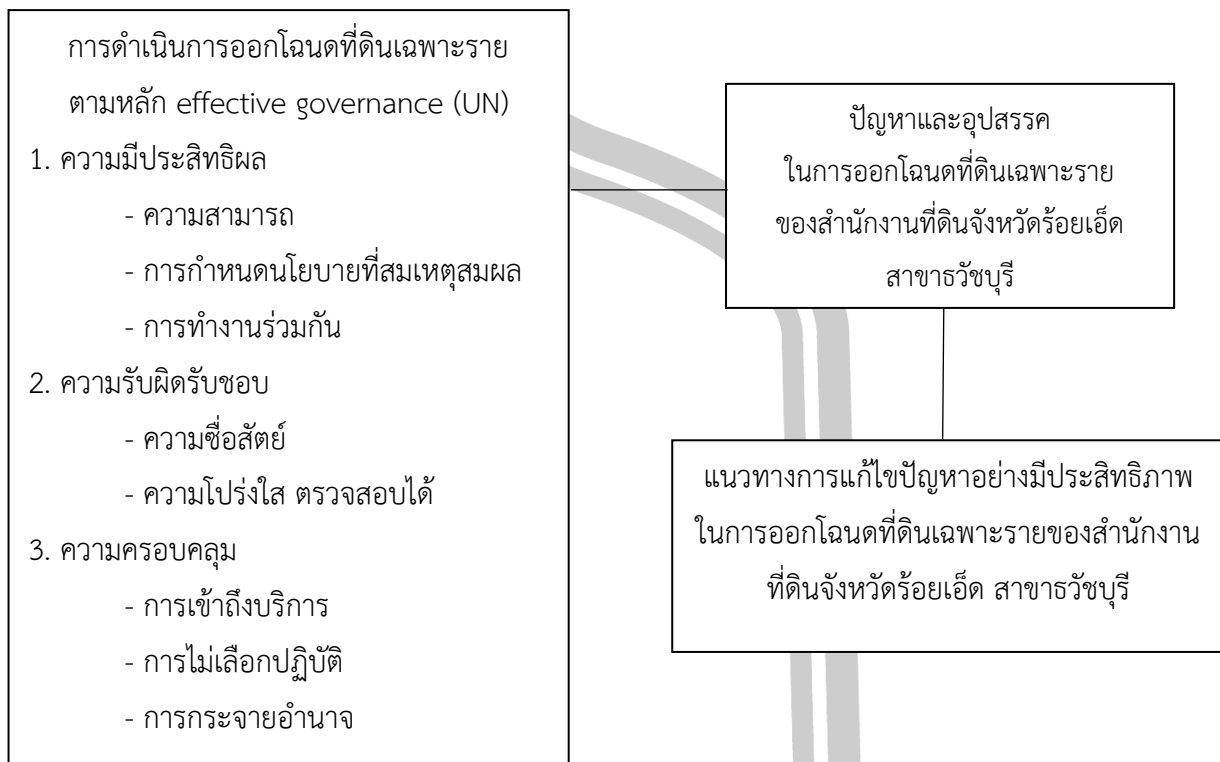 การดำเนินการออกโฉนดที่ดินเฉพาะราย
ตามหลัก effective governance (UN)
1. ความมีประสิทธิผล
- ความสามารถ
- การกำหนดนโยบายที่สมเหตุสมผล
- การทำงานร่วมกัน
2. ความรับผิดรับชอบ
- ความซื่อสัตย์
- ความโปร่งใส ตรวจสอบได้
3. ความครอบคลุม
- การเข้าถึงบริการ
- การไม่เลือกปฏิบัติ
- การกระจายอำนาจ
ปัญหาและอุปสรรค
ในการออกโฉนดที่ดินเฉพาะราย
ของสำนักงานที่ดินจังหวัดร้อยเอ็ด
สาขาธวัชบุรี
แนวทางการแก้ไขปัญหาอย่างมีประสิทธิภาพ
ในการออกโฉนดที่ดินเฉพาะรายของสำนักงาน
ที่ดินจังหวัดร้อยเอ็ด สาขาธวัชบุรี